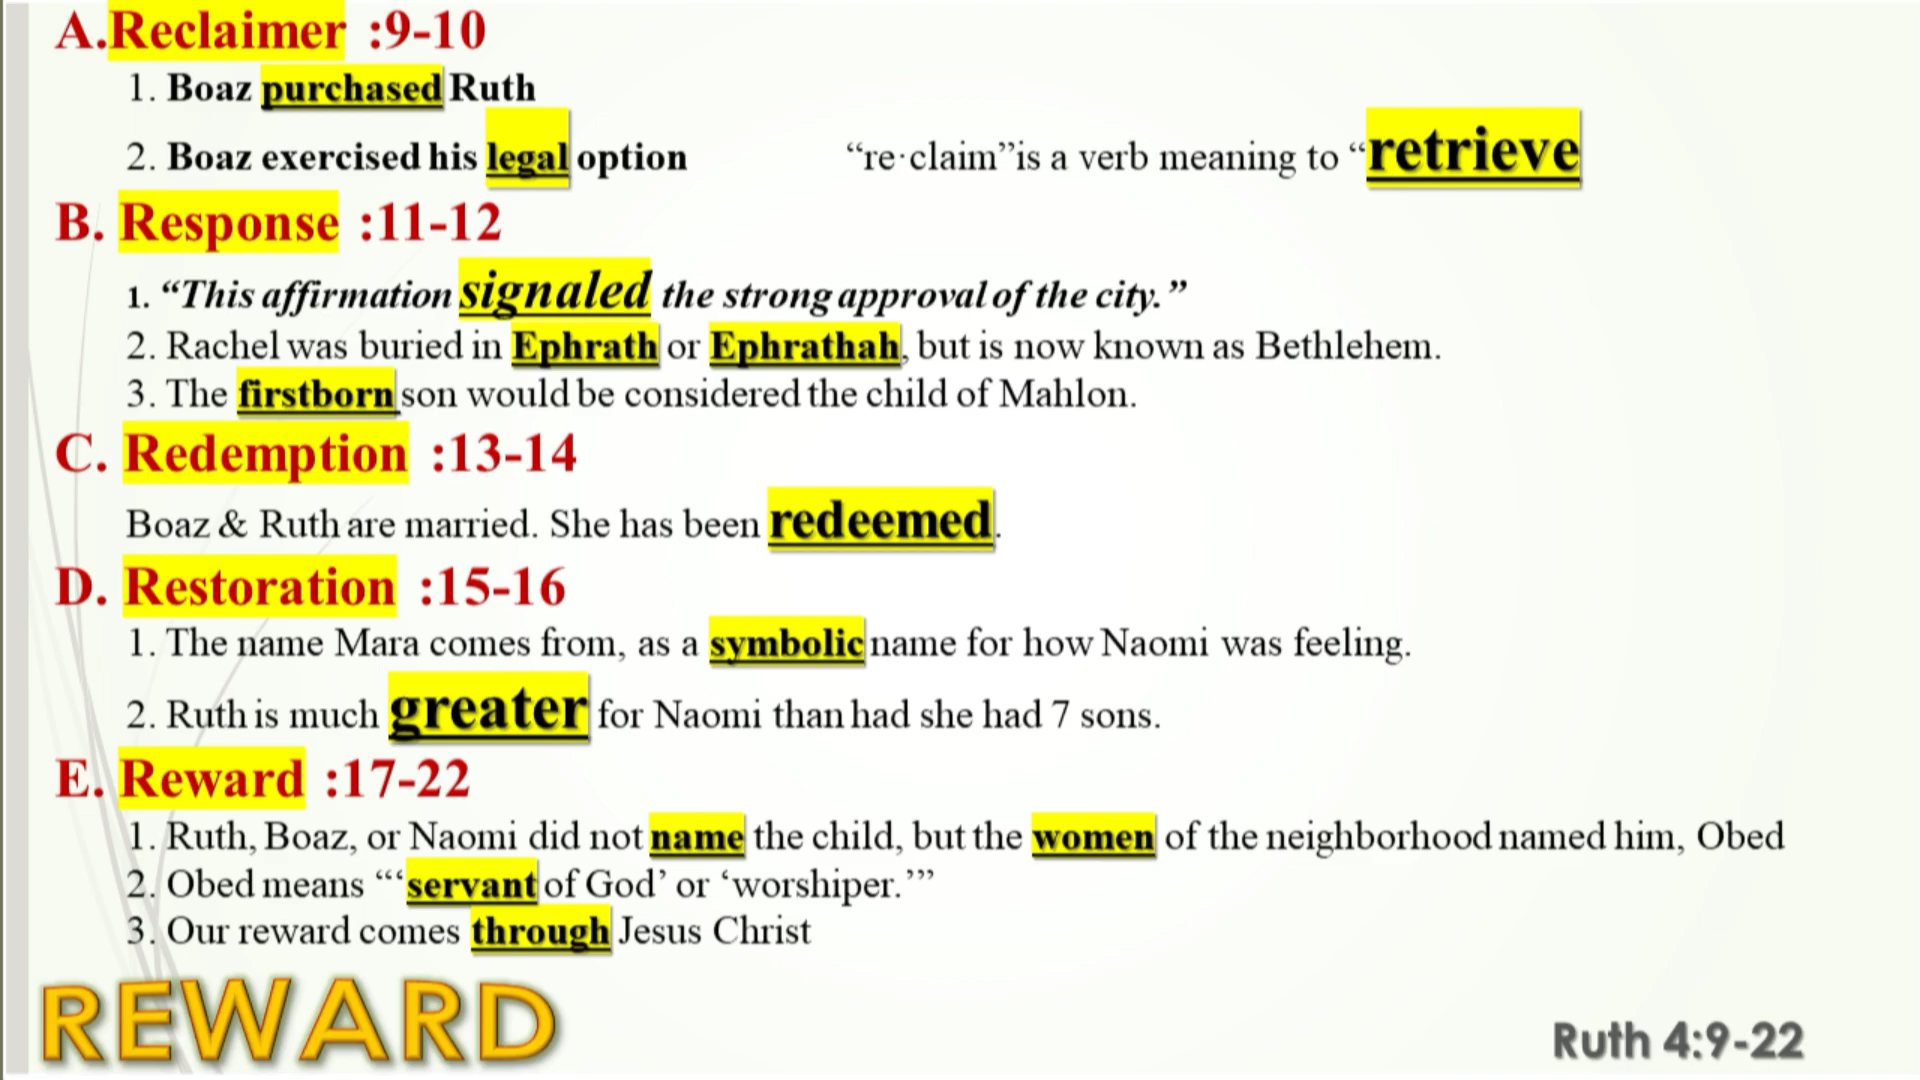 A.Reclaimer :9-10
1. Boaz purchased Ruth
2. Boaz exercised his legal option “re·claim”is a verb meaning to “retrieve
B. Response :11-12
1. “This affirmation signaled the strong approval of the city.”
2. Rachel was buried in Ephrath or Ephrathah, but is now known as Bethlehem.
3. The firstborn son would be considered the child of Mahlon.
C. Redemption :13-14
Boaz & Ruth are married. She has been redeemed.
D. Restoration :15-16
1. The name Mara comes from, as a symbolic name for how Naomi was feeling.
2. Ruth is much greater for Naomi than had she had 7 sons.
E. Reward :17-22
1. Ruth, Boaz, or Naomi did not name the child, but the women of the neighborhood named him, Obed
2. Obed means “‘servant of God’ or ‘worshiper.’”
3. Our reward comes through Jesus Christ
REWARD
Ruth 4:9-22